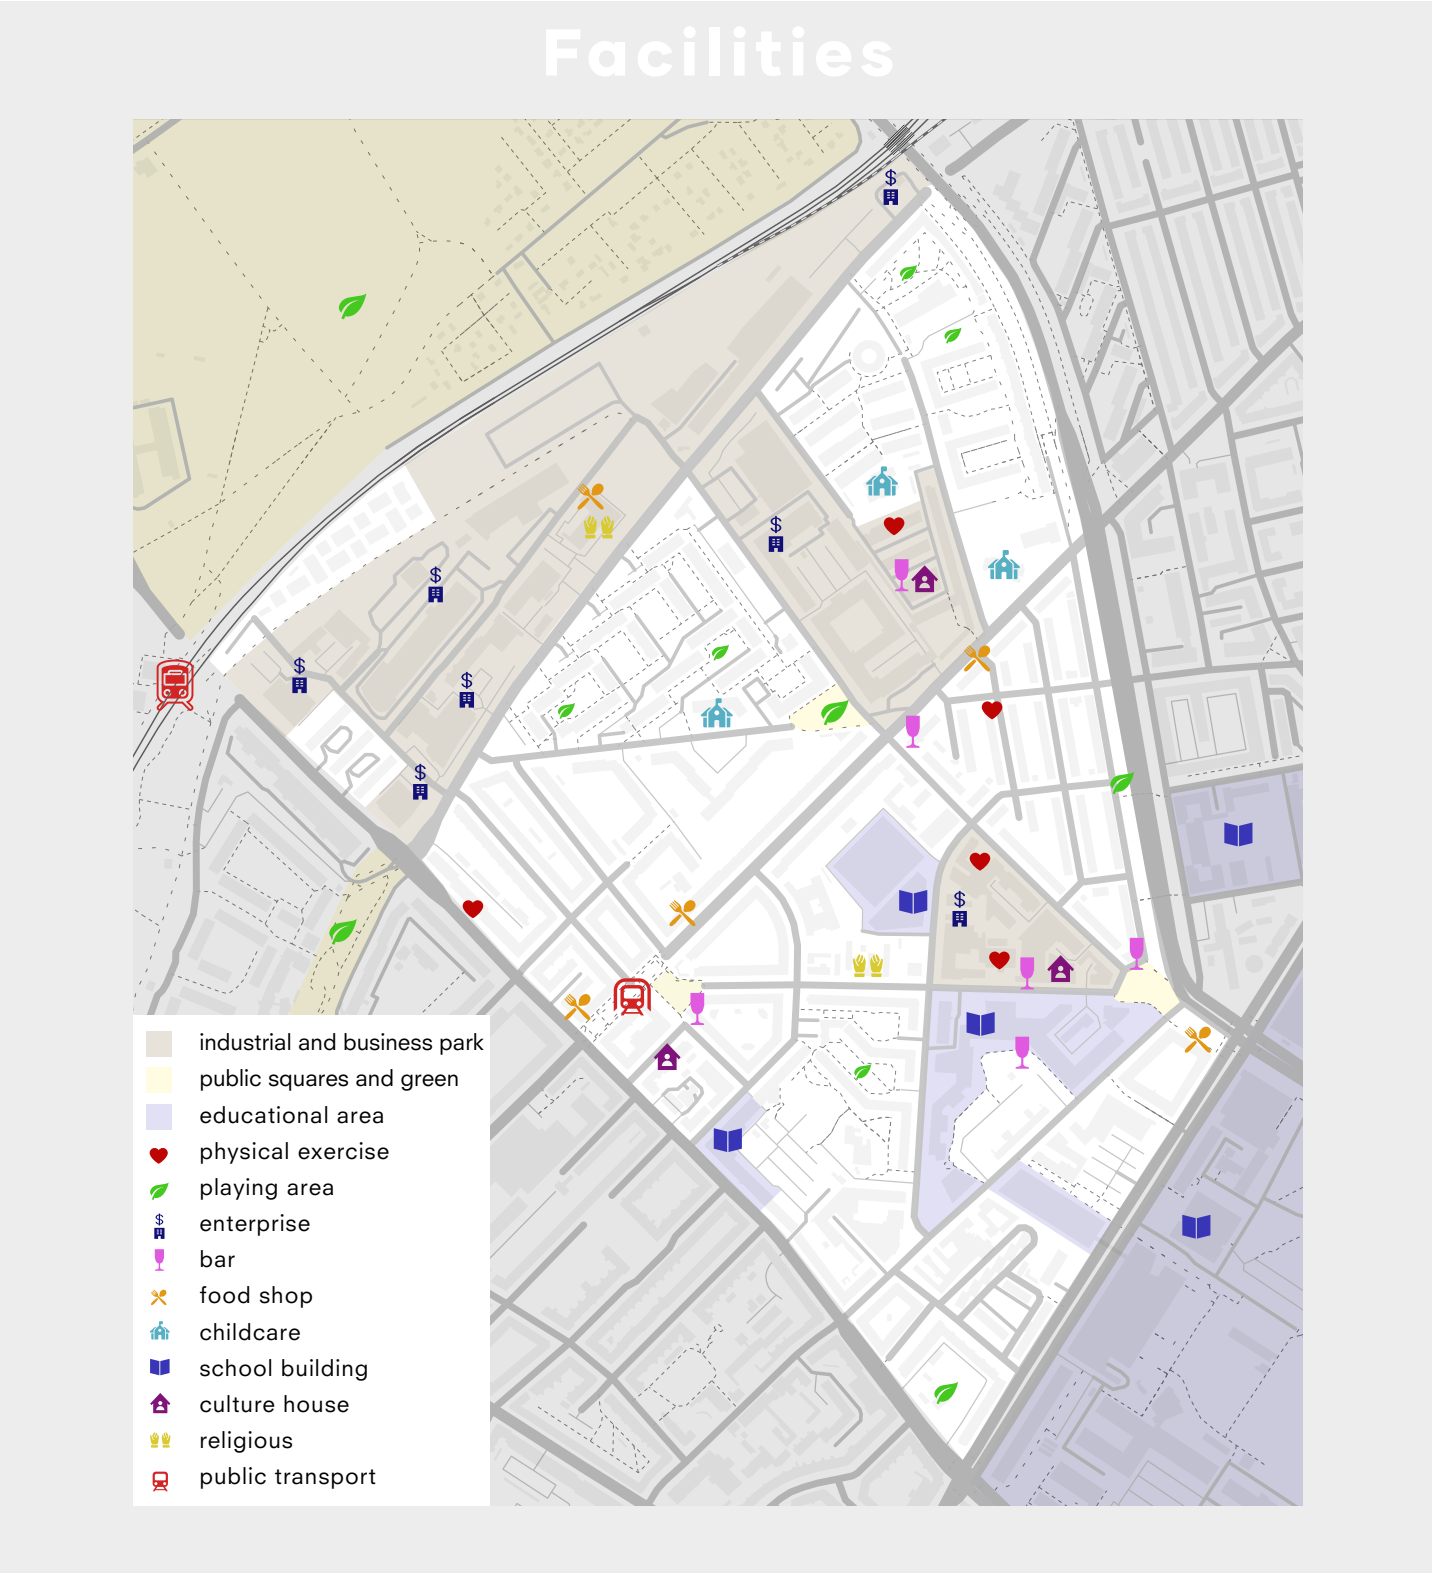 Facilities
industrial and business park
public squares and green
educational area
physical exercise
playing area
enterprise
bar
food shop
childcare
school building
culture house
religious
public transport